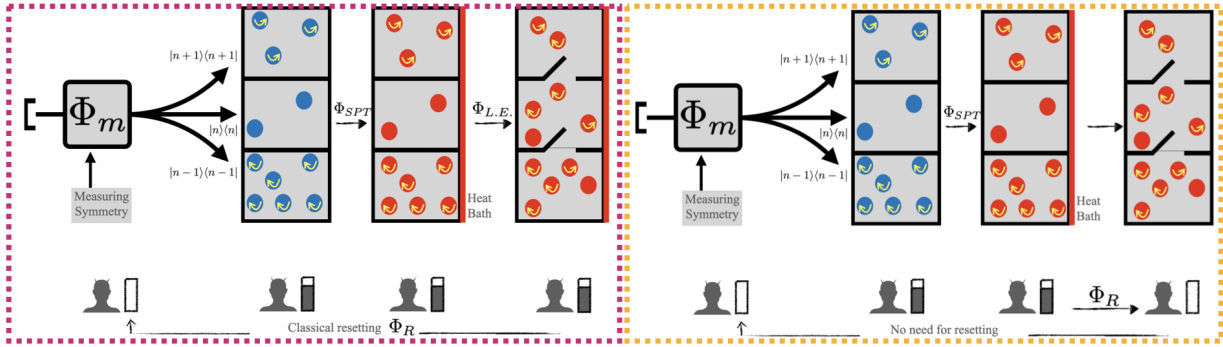 |n+1⟩⟨n+1|
Φ_m
|n⟩⟨n|
Φ_SPT
Φ_L.E.
|n−1⟩⟨n−1|
Measuring
Symmetry
Heat
Bath
Classical resetting Φ_R
|n+1⟩⟨n+1|
Φ_m
|n⟩⟨n|
Φ_SPT
|n−1⟩⟨n−1|
Measuring
Symmetry
Heat
Bath
Φ_R
No need for resetting